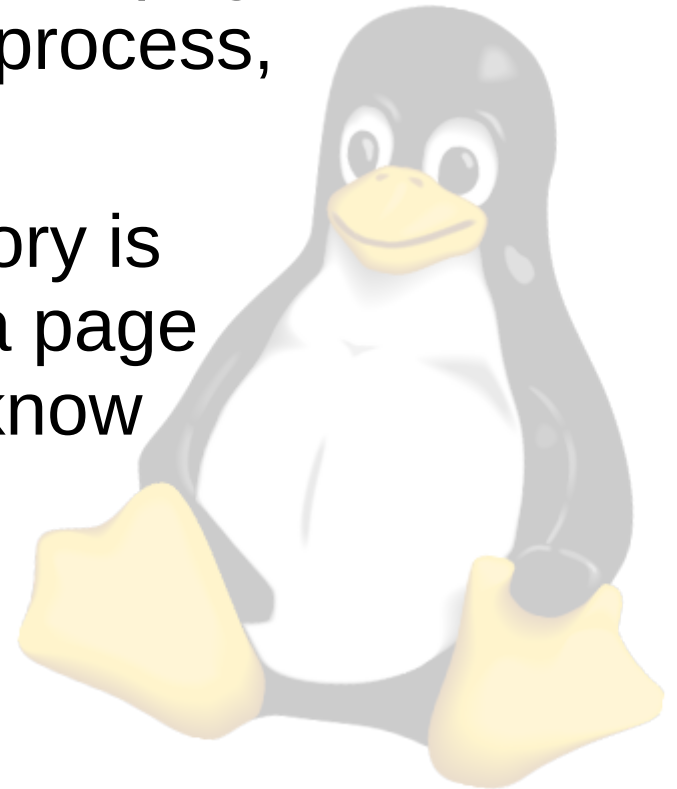 process,
ory is
a page
know